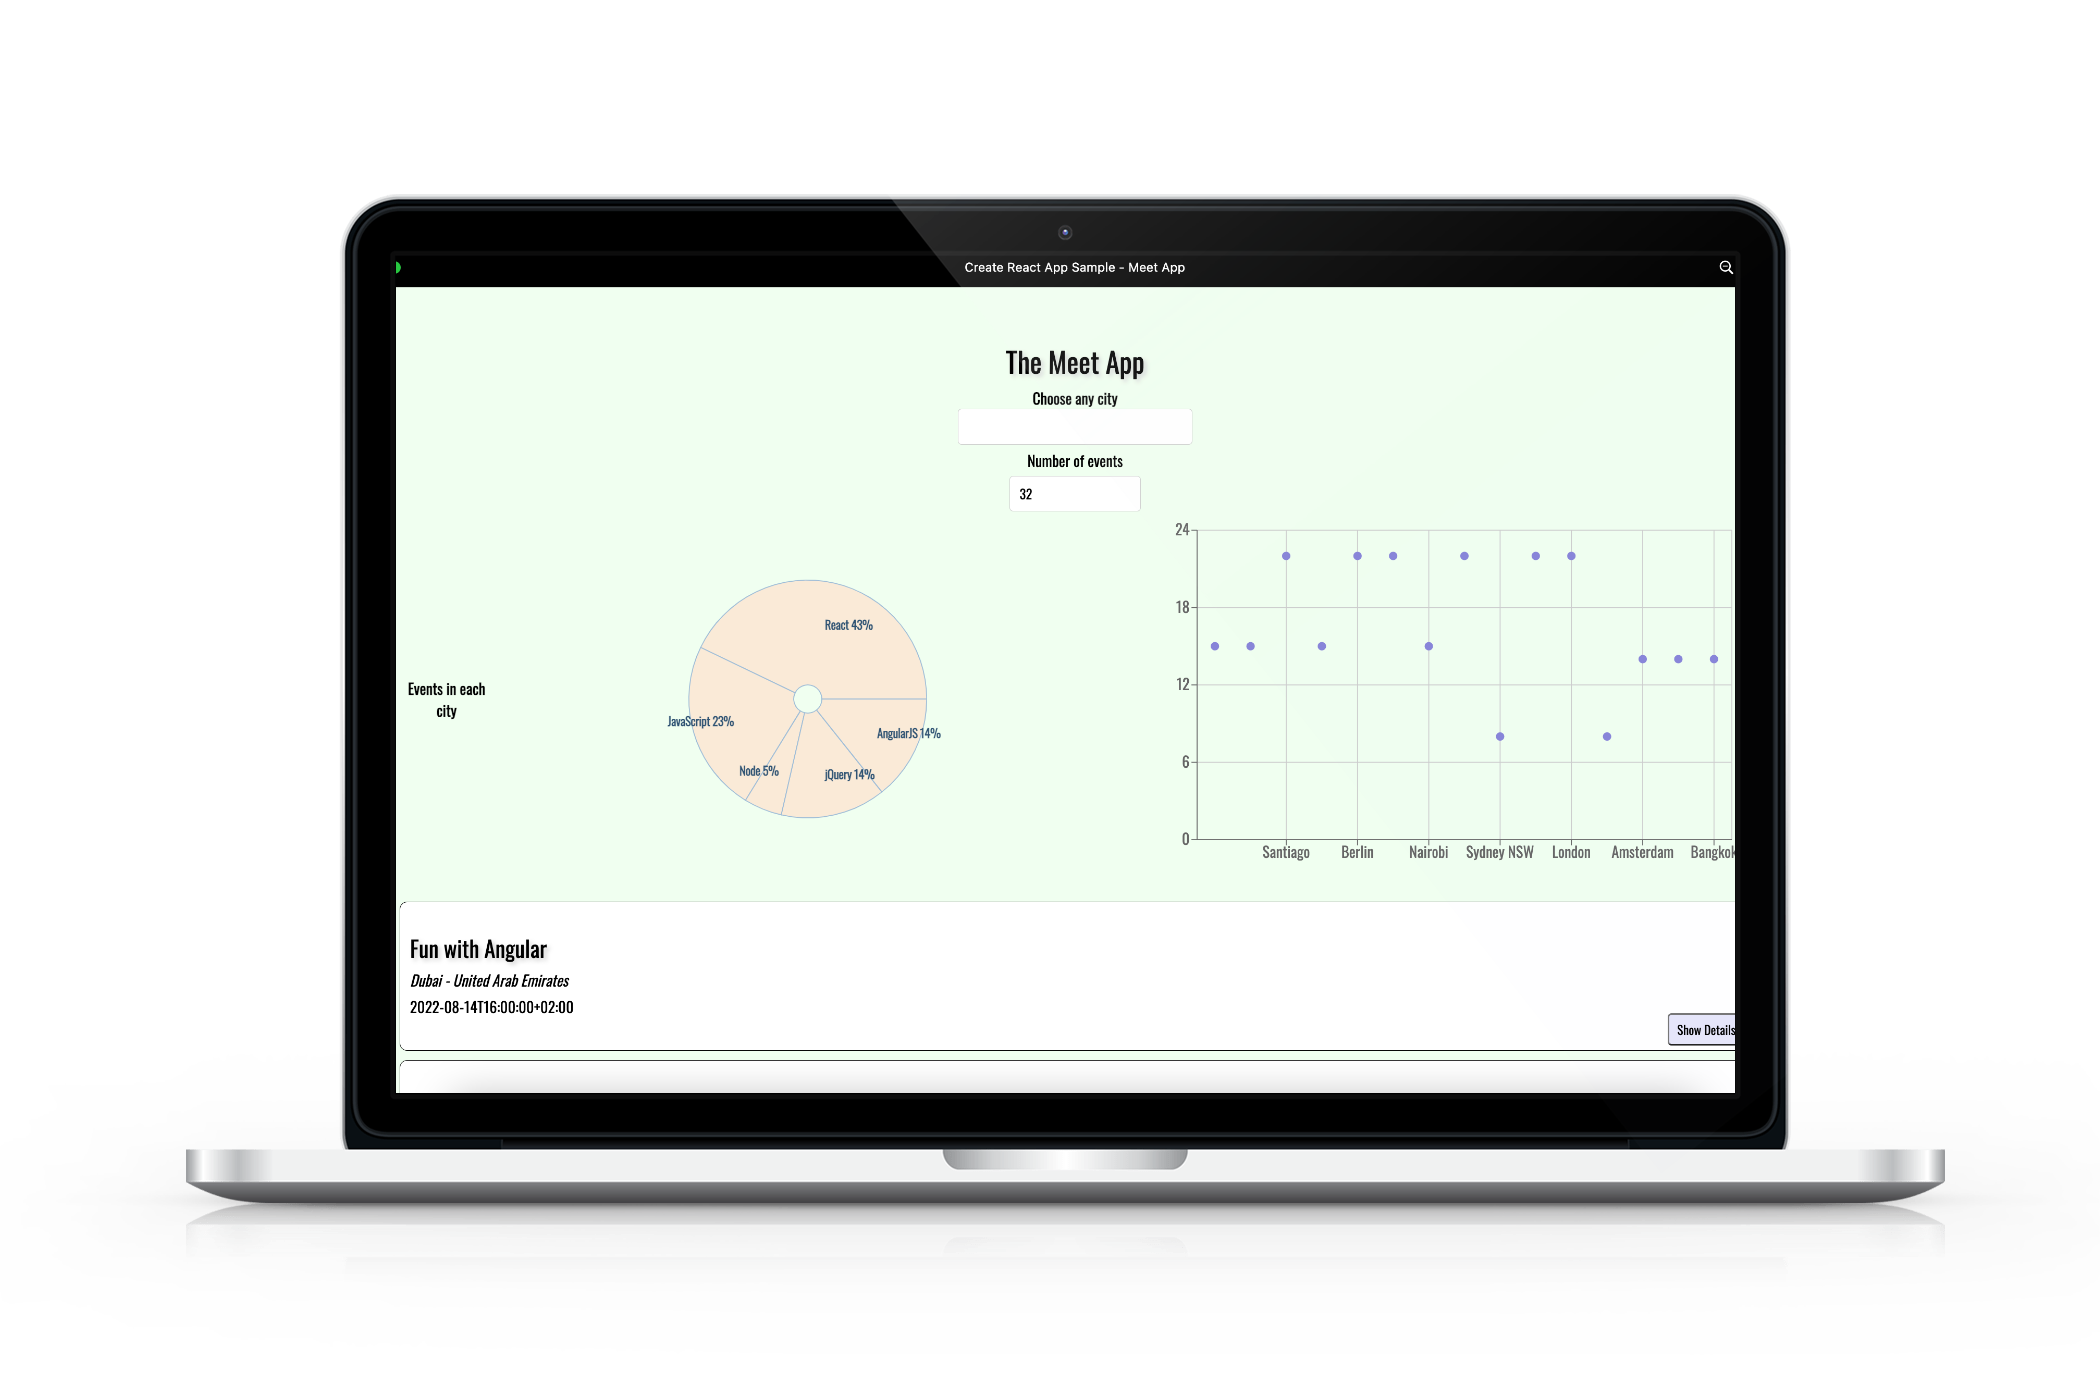 Create React App Sample - Meet App
The Meet App
Choose any city
Number of events
32
Events in each
city
React 43%
JavaScript 23%
Node 5%
jQuery 14%
AngularJS 14%
24
18
12
6
0
Santiago
Berlin
Nairobi
Sydney NSW
London
Amsterdam
Bangkok
Fun with Angular
Dubai - United Arab Emirates
2022-08-14T16:00:00+02:00
Show Details